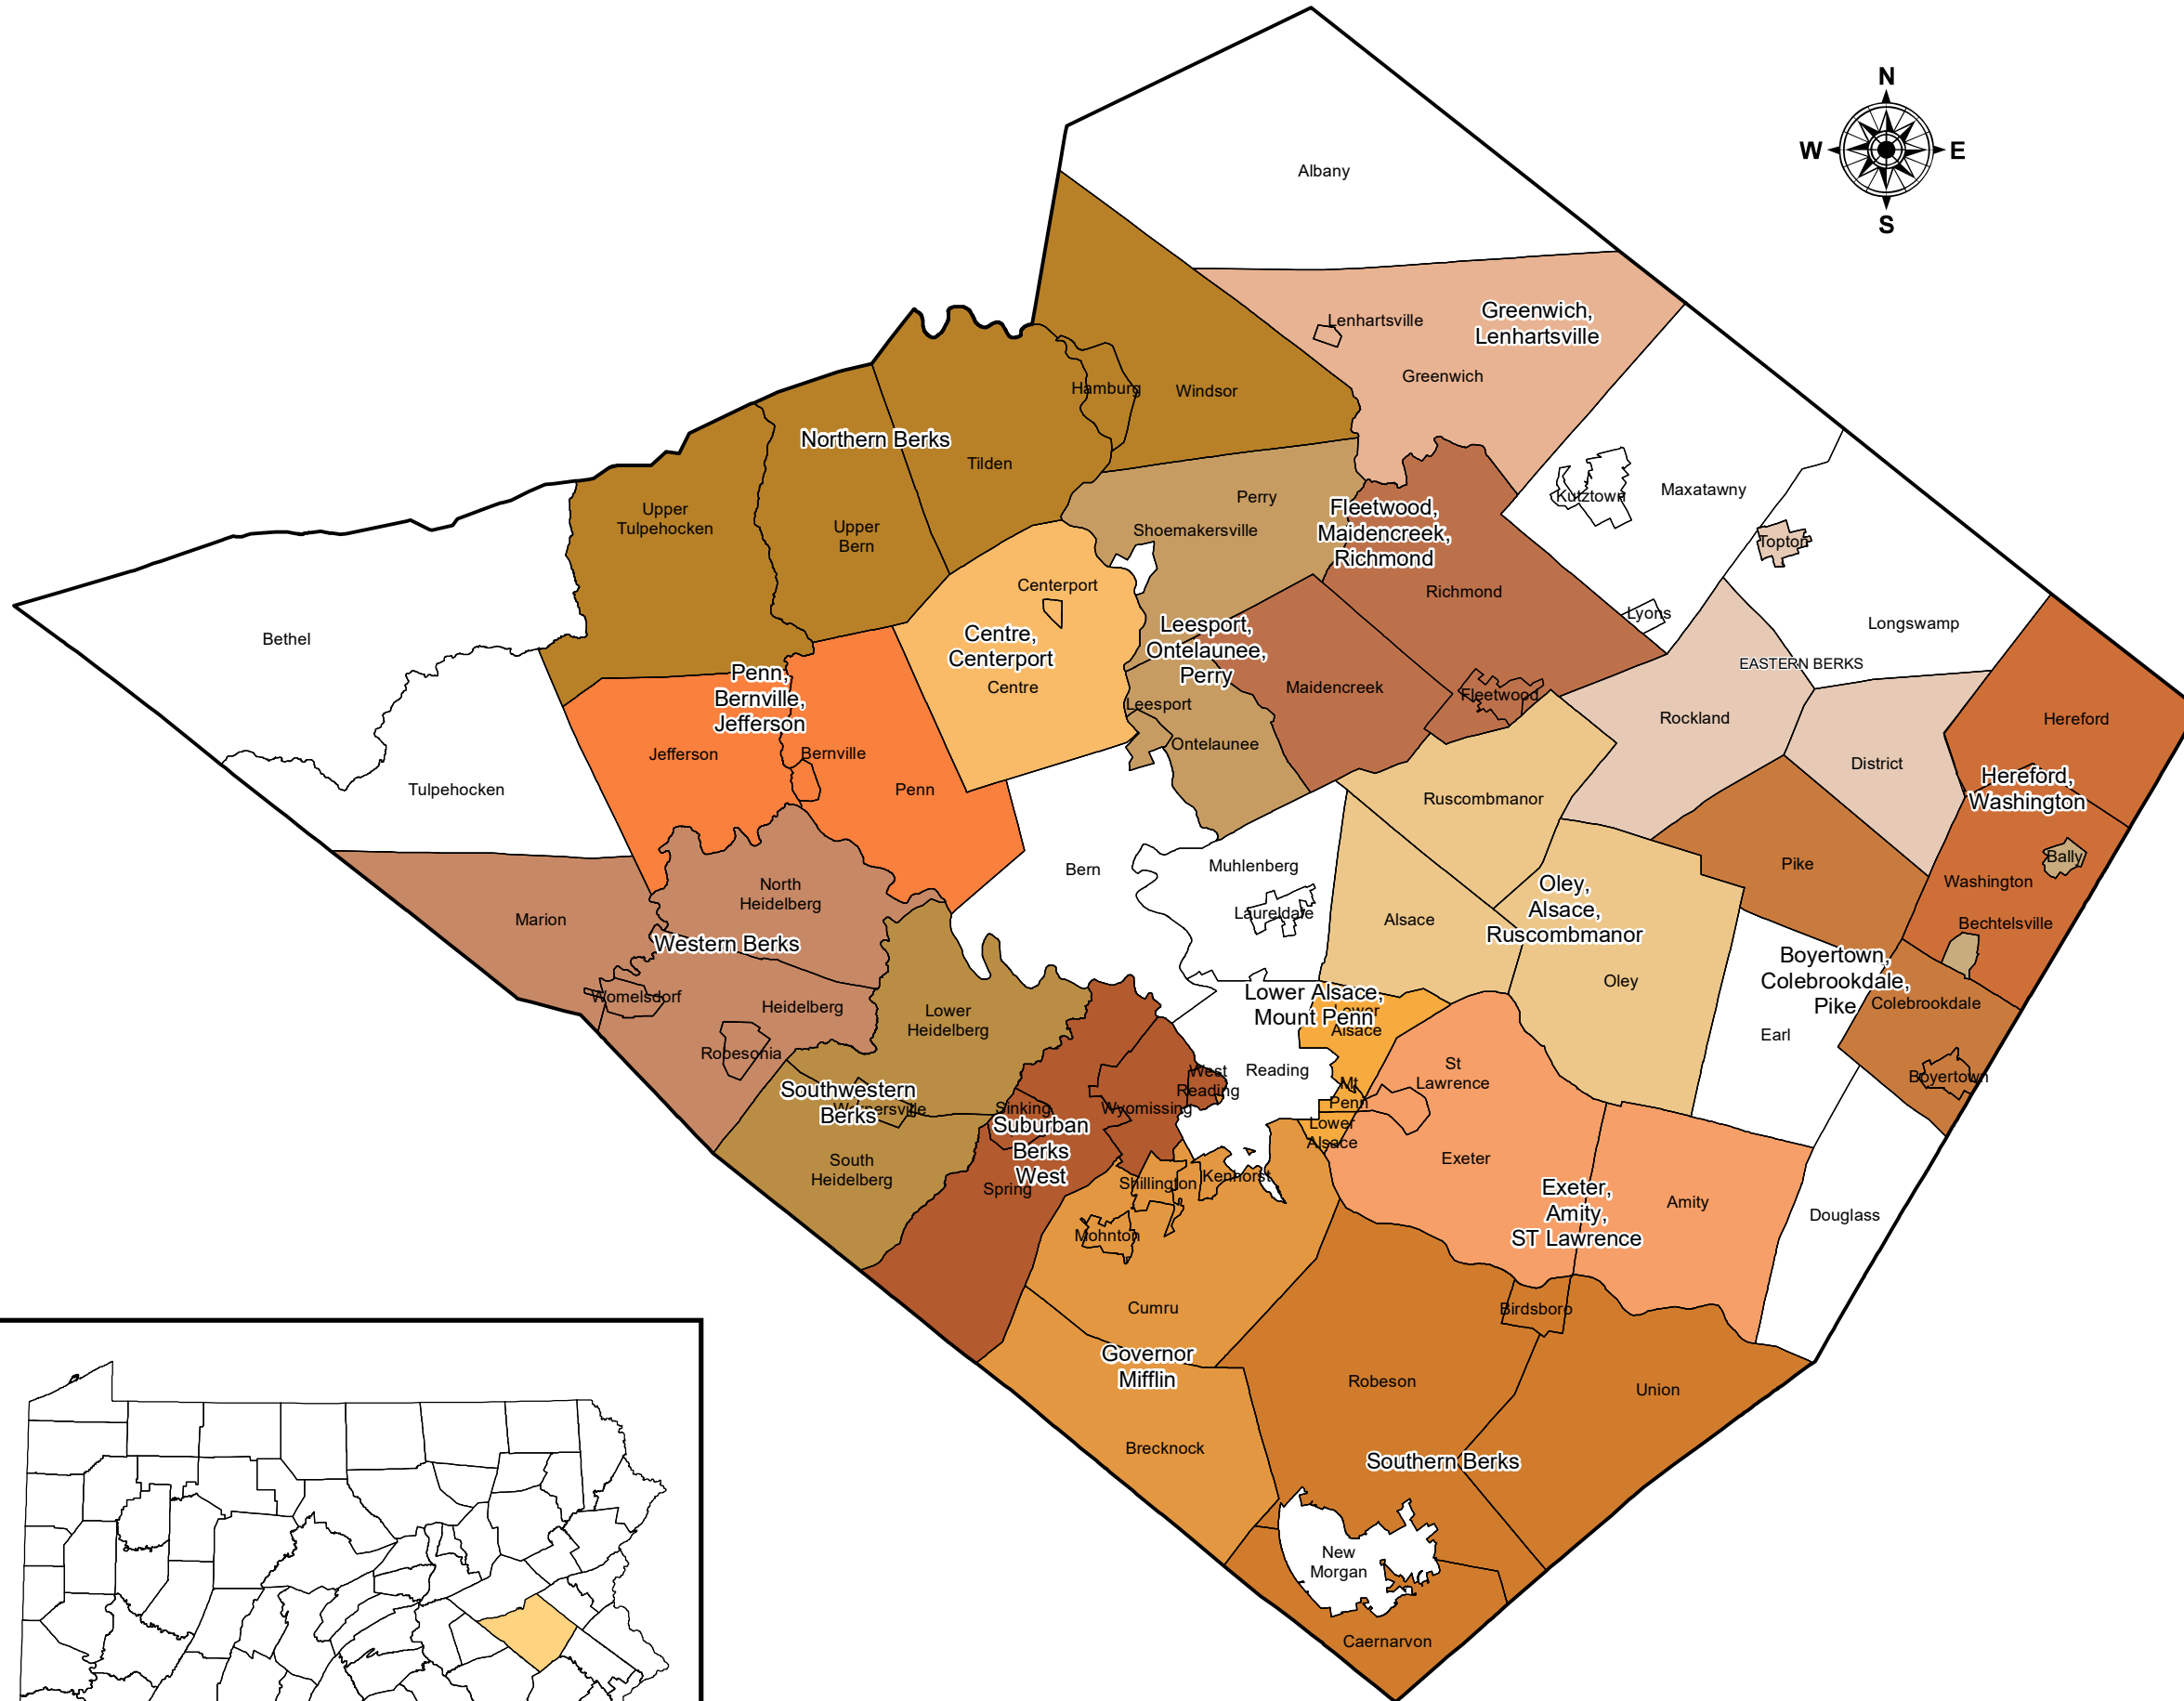 N
W
E
S
Albany
Greenwich,
Lenhartsville
Lenhartsville
Greenwich
Hamburg
Windsor
Northern Berks
Tilden
Upper
Tulpehocken
Upper
Bern
Perry
Shoemakersville
Fleetwood,
Maidencreek,
Richmond
Kutztown
Maxatawny
Topton
Centerport
Richmond
Lyons
Longswamp
Bethel
Centre,
Centerport
Centre
Leesport,
Ontelaunee,
Perry
EASTERN BERKS
Penn,
Bernville,
Jefferson
Maidencreek
Fleetwood
Leesport
Ontelaunee
Rockland
Hereford
Jefferson
Bernville
Penn
Tulpehocken
District
Hereford,
Washington
Ruscombmanor
Bern
Muhlenberg
Pike
Bally
Washington
North
Heidelberg
Marion
Laureldale
Alsace
Oley,
Alsace,
Ruscombmanor
Bechtelsville
Western Berks
Boyertown,
Colebrookdale,
Pike
Oley
Womelsdorf
Heidelberg
Lower
Heidelberg
Lower Alsace,
Mount Penn
Lower
Alsace
Colebrookdale
Earl
Robesonia
Reading
West
Reading
St
Lawrence
Boyertown
Southwestern
Berks
Wernersville
Sinking
Wyomissing
Mt
Penn
Suburban
Berks
West
Lower
Alsace
South
Heidelberg
Spring
Shillington
Kenhorst
Exeter
Exeter,
Amity,
ST Lawrence
Amity
Douglass
Mohnton
Cumru
Birdsboro
Governor
Mifflin
Robeson
Union
Brecknock
Southern Berks
New
Morgan
Caernarvon